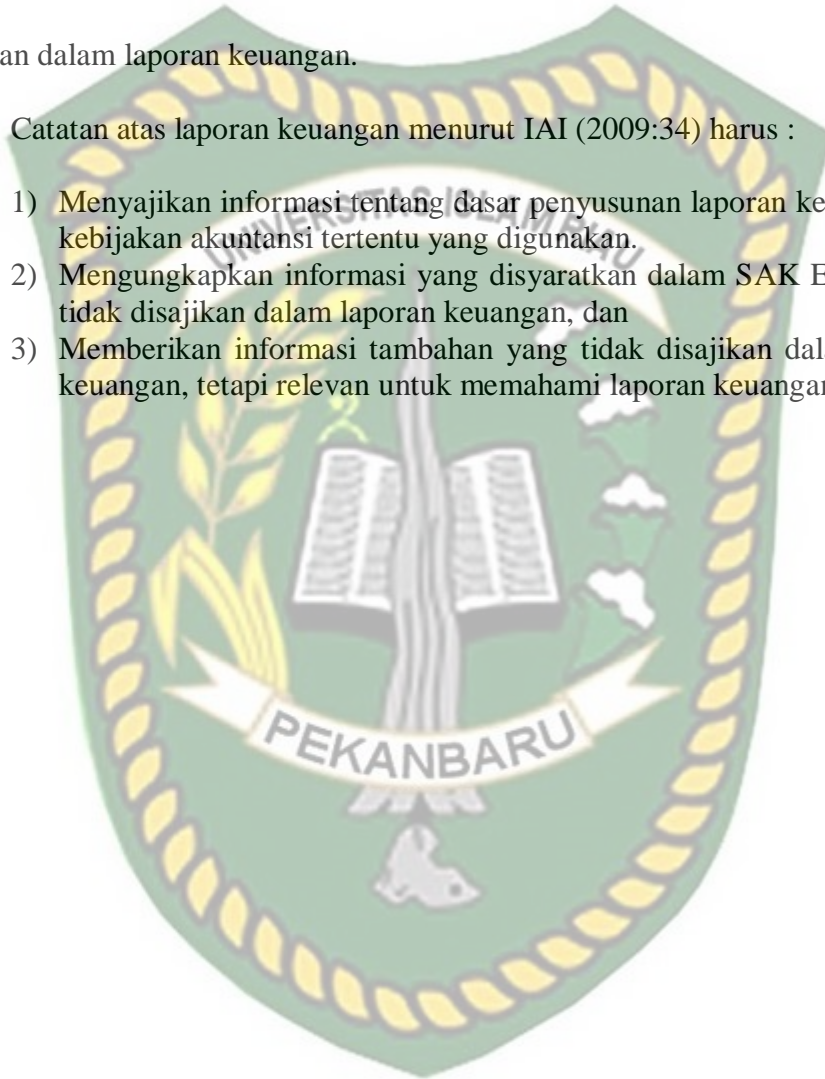 an dalam laporan keuangan.
Catatan atas laporan keuangan menurut IAI (2009:34) harus :
1) Menyajikan informasi tentang dasar penyusunan laporan ke
kebijakan akuntansi tertentu yang digunakan.
2) Mengungkapkan informasi yang disyaratkan dalam SAK E
tidak disajikan dalam laporan keuangan, dan
3) Memberikan informasi tambahan yang tidak disajikan dal
keuangan, tetapi relevan untuk memahami laporan keuangan
UNIVERSITAS ISLAM RIAU
PEKANBARU